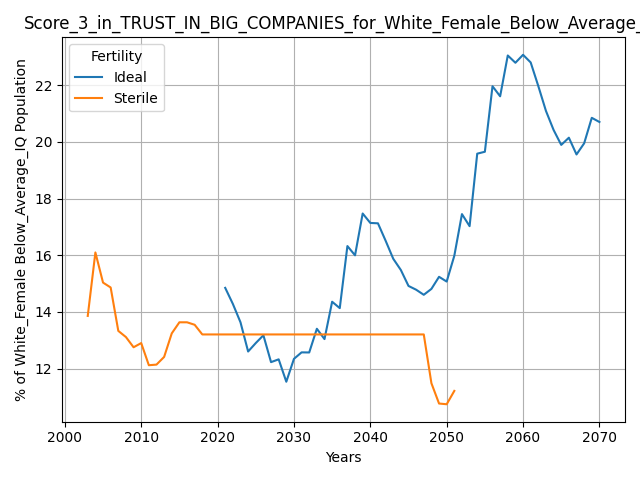 Score_3_in_TRUST_IN_BIG_COMPANIES_for_White_Female_Below_Average_
Fertility
Ideal
Sterile
% of White_Female Below_Average_IQ Population
22
20
18
16
14
12
2000 2010 2020 2030 2040 2050 2060 2070
Years